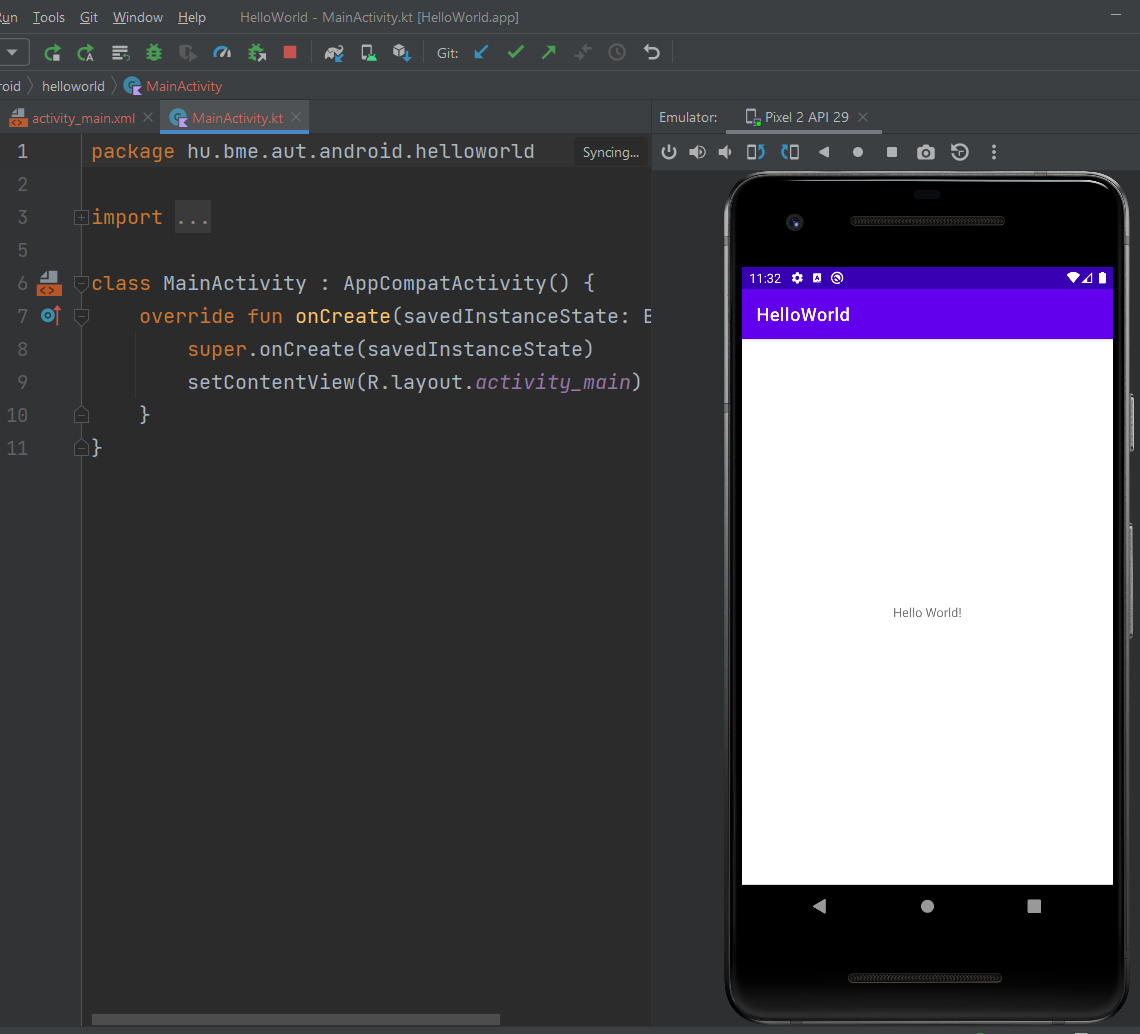 Tools Git Window Help HelloWorld - MainActivity.kt [HelloWorld.app]
Git:
helloworld MainActivity
activity_main.xml MainActivity.kt Emulator: Pixel 2 API 29
1 package hu.bme.aut.android.helloworld Syncing...
2
3 import ...
5
6 class MainActivity : AppCompatActivity() {
7 override fun onCreate(savedInstanceState: B
8 super.onCreate(savedInstanceState)
9 setContentView(R.layout.activity_main)
10 }
11 }
11:32
HelloWorld
Hello World!